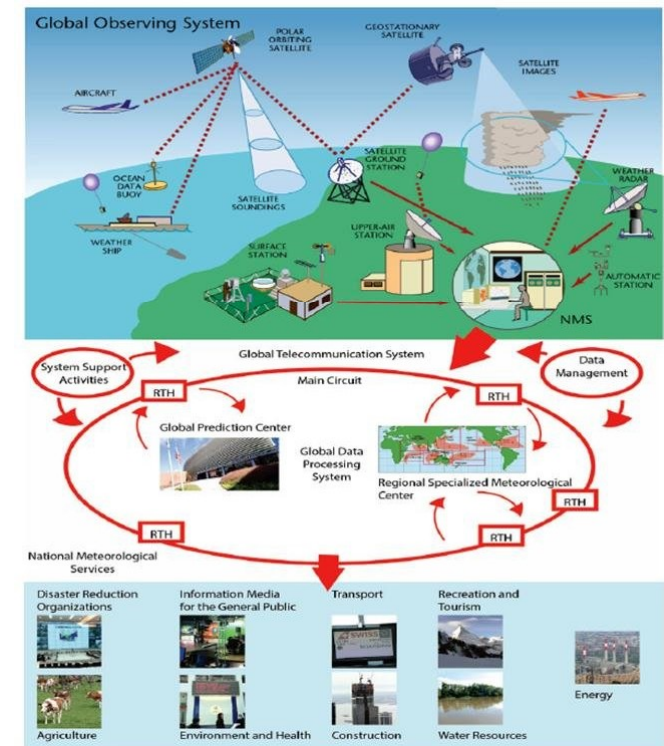 Global Observing System
POLAR
ORBITING
SATELLITE
GEOSTATIONARY
SATELLITE
SATELLITE
IMAGES
AIRCRAFT
SATELLITE
GROUND
STATION
OCEAN
DATA
BUOY
SATELLITE
SOUNDINGS
WEATHER
RADAR
WEATHER
SHIP
UPPER-AIR
STATION
SURFACE
STATION
AUTOMATIC
STATION
NMS
System Support
Activities
Global Telecommunication System
Data
Management
Main Circuit
RTH
RTH
Global Prediction Center
Global Data
Processing
System
Regional Specialized Meteorological
Center
RTH
RTH
RTH
National Meteorological
Services
Disaster Reduction
Organizations
Information Media
for the General Public
Transport
Recreation and
Tourism
swiss
Energy
Agriculture
Environment and Health
Construction
Water Resources